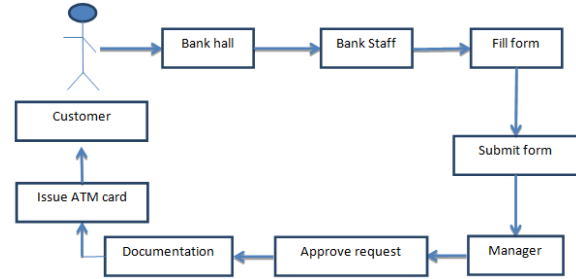 Bank hall
Bank Staff
Fill form
Customer
Submit form
Issue ATM card
Documentation
Approve request
Manager